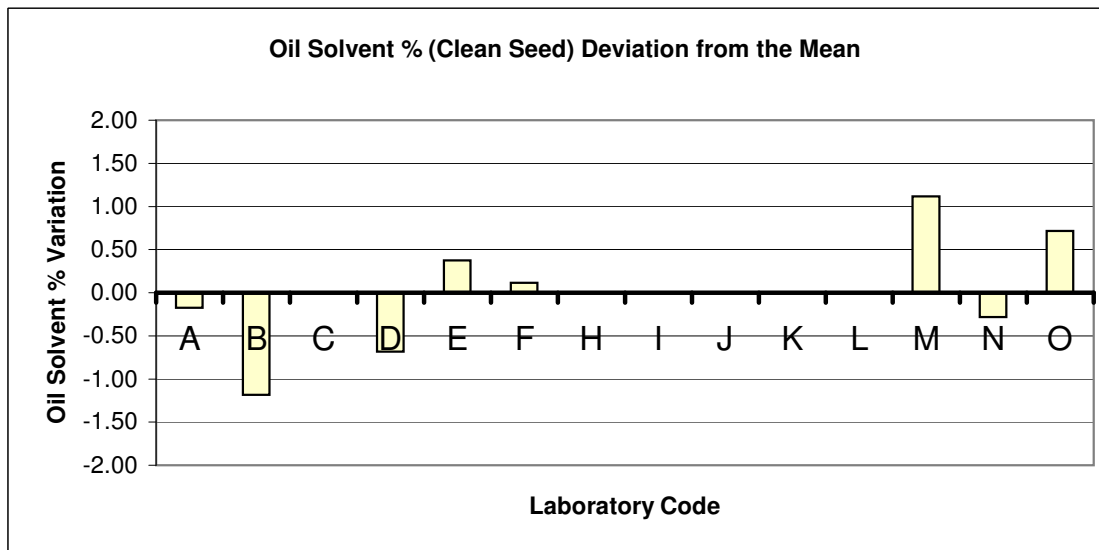 Oil Solvent % (Clean Seed) Deviation from the Mean
Oil Solvent % Variation
2.00
1.50
1.00
0.50
0.00
-0.50
-1.00
-1.50
-2.00
A B C D E F H I J K L M N O
Laboratory Code